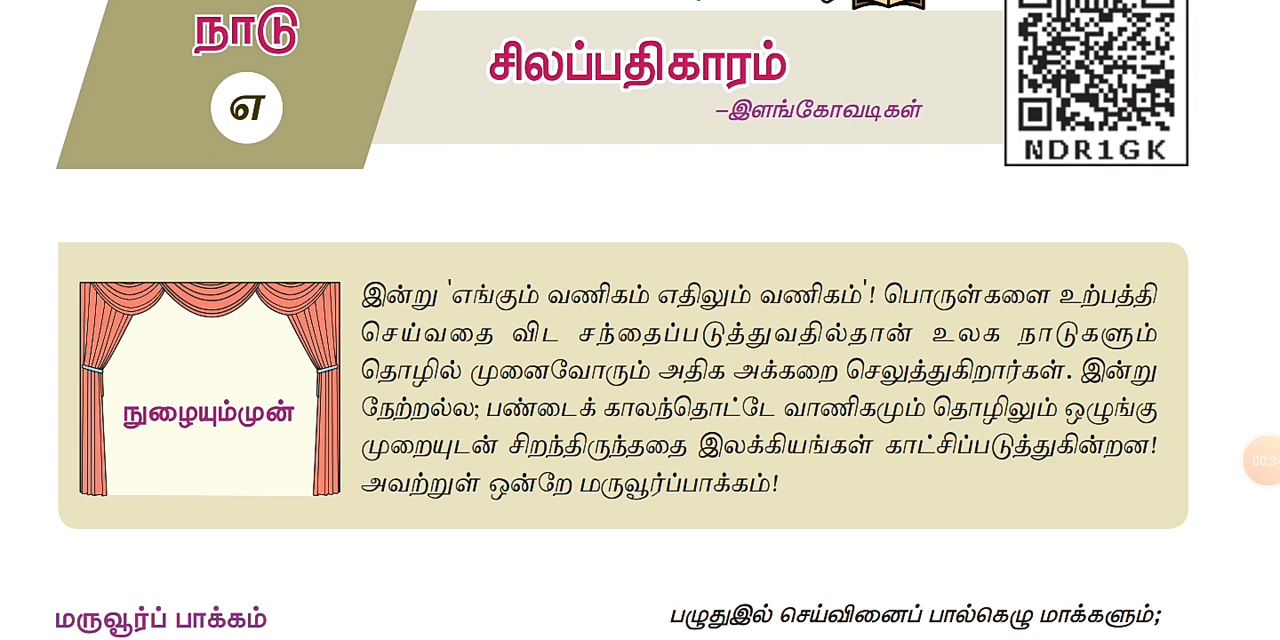 நாடு
எ
சிலப்பதிகாரம்
–இளங்கோவடிகள்
NDR1GK
இன்று 'எங்கும் வணிகம் எதிலும் வணிகம்'! பொருள்களை உற்பத்தி
செய்வதை விட சந்தைப்படுத்துவதில்தான் உலக நாடுகளும்
தொழில் முனைவோரும் அதிக அக்கறை செலுத்துகிறார்கள். இன்று
நேற்றல்ல; பண்டைக் காலந்தொட்டே வாணிகமும் தொழிலும் ஒழுங்கு
முறையுடன் சிறந்திருந்ததை இலக்கியங்கள் காட்சிப்படுத்துகின்றன!
அவற்றுள் ஒன்றே மருவூர்ப்பாக்கம்!
நுழையும்முன்
மருவூர்ப் பாக்கம்
பழுதுஇல் செய்வினைப் பால்கெழு மாக்களும்;